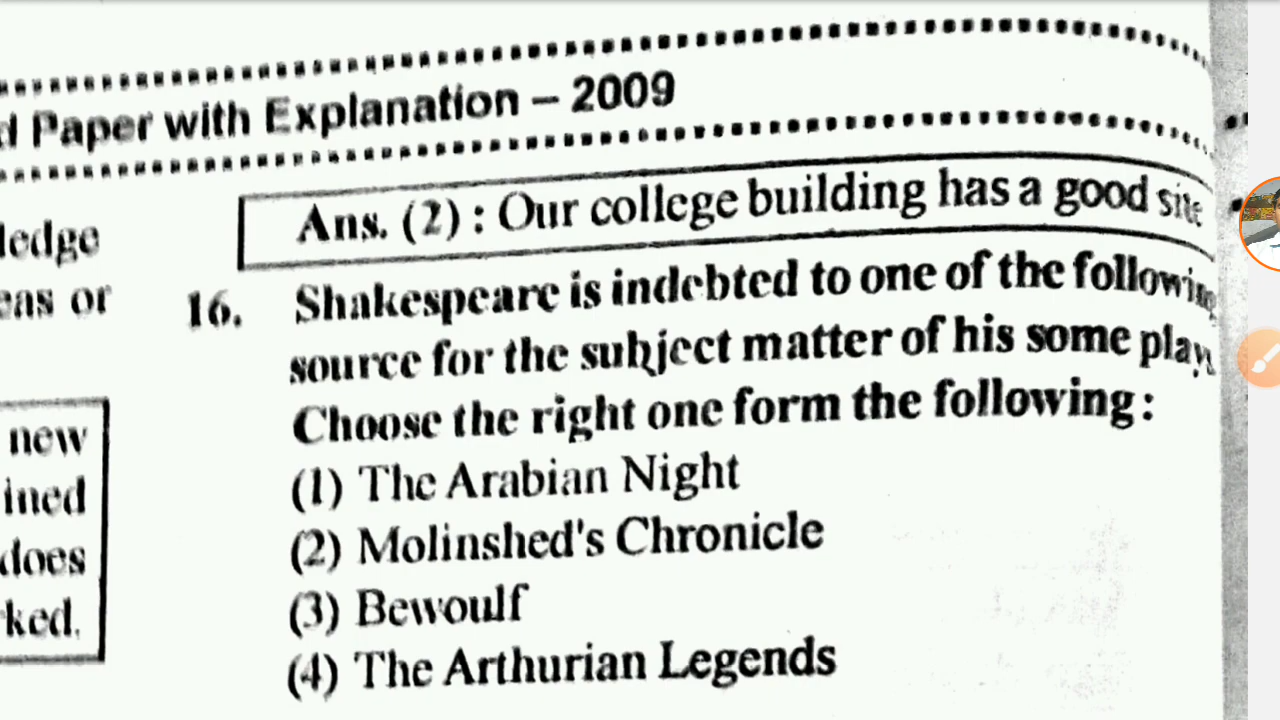 d Paper with Explanation – 2009
ledge
eas or
new
ined
does
ked.
Ans. (2) : Our college building has a good site
16. Shakespeare is indebted to one of the following
source for the subject matter of his some plays
Choose the right one form the following :
(1) The Arabian Night
(2) Molinshed's Chronicle
(3) Bewoulf
(4) The Arthurian Legends